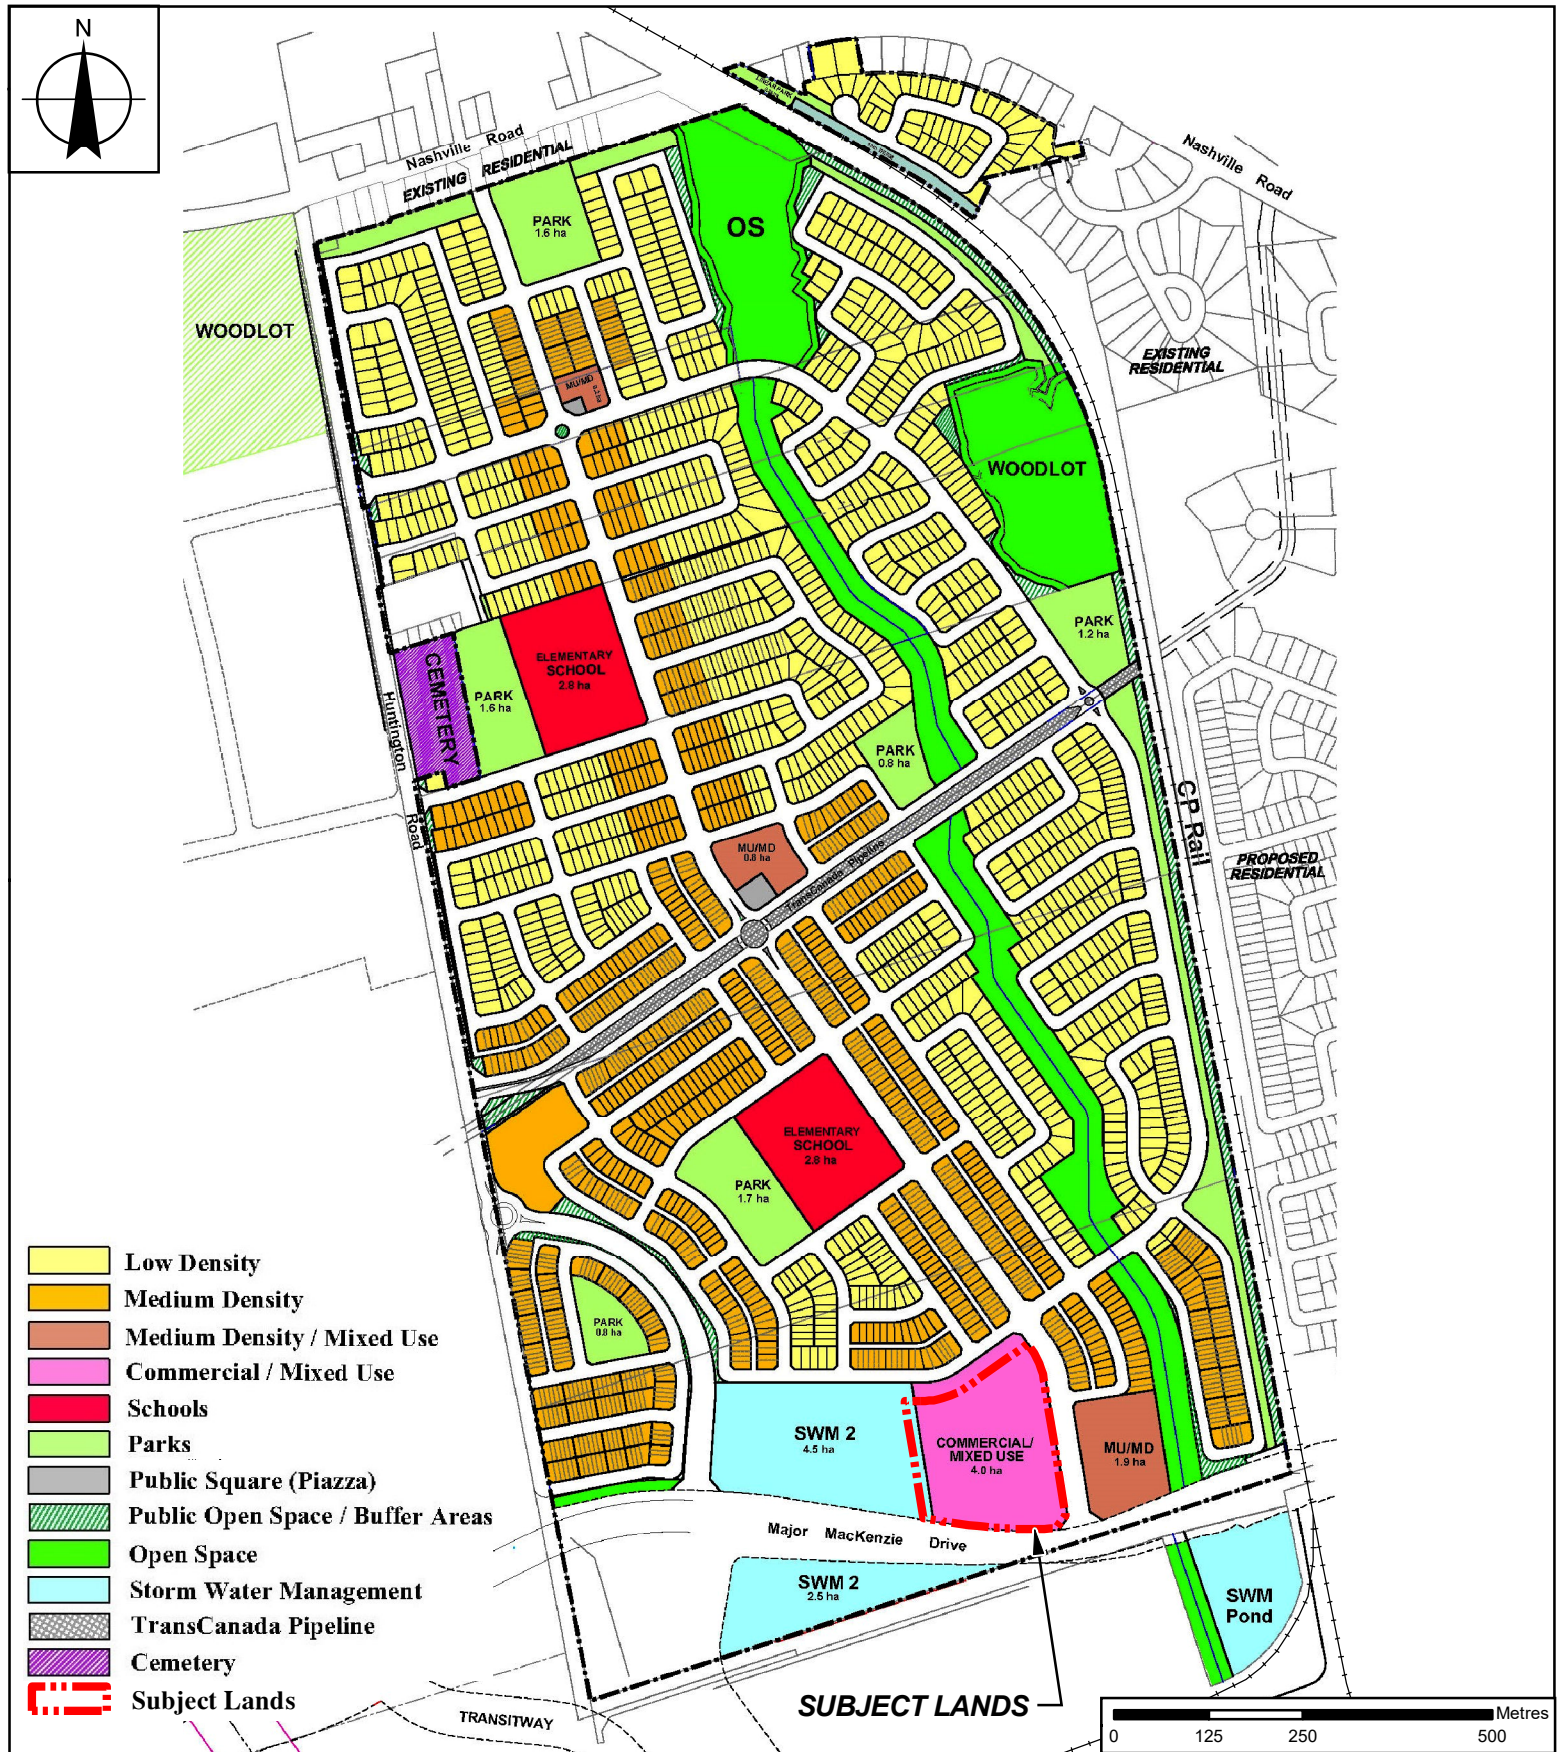 N
Nashville Road
EXISTING RESIDENTIAL
LINEAR PARK
Nashville Road
PARK
1.6 ha
OS
WOODLOT
EXISTING
RESIDENTIAL
MU/MD
WOODLOT
PARK
1.2 ha
ELEMENTARY
SCHOOL
2.8 ha
CEMETERY
PARK
1.6 ha
Huntington Road
PARK
0.8 ha
CP Rail
MU/MD
0.8 ha
TransCanada Pipeline
PROPOSED
RESIDENTIAL
ELEMENTARY
SCHOOL
2.8 ha
PARK
1.7 ha
PARK
0.8 ha
Low Density
Medium Density
Medium Density / Mixed Use
Commercial / Mixed Use
Schools
Parks
Public Square (Piazza)
Public Open Space / Buffer Areas
Open Space
Storm Water Management
TransCanada Pipeline
Cemetery
Subject Lands
SWM 2
4.5 ha
COMMERCIAL/
MIXED USE
4.0 ha
MU/MD
1.9 ha
Major MacKenzie Drive
SWM 2
2.5 ha
SWM
Pond
SUBJECT LANDS
TRANSITWAY
Metres
0 125 250 500